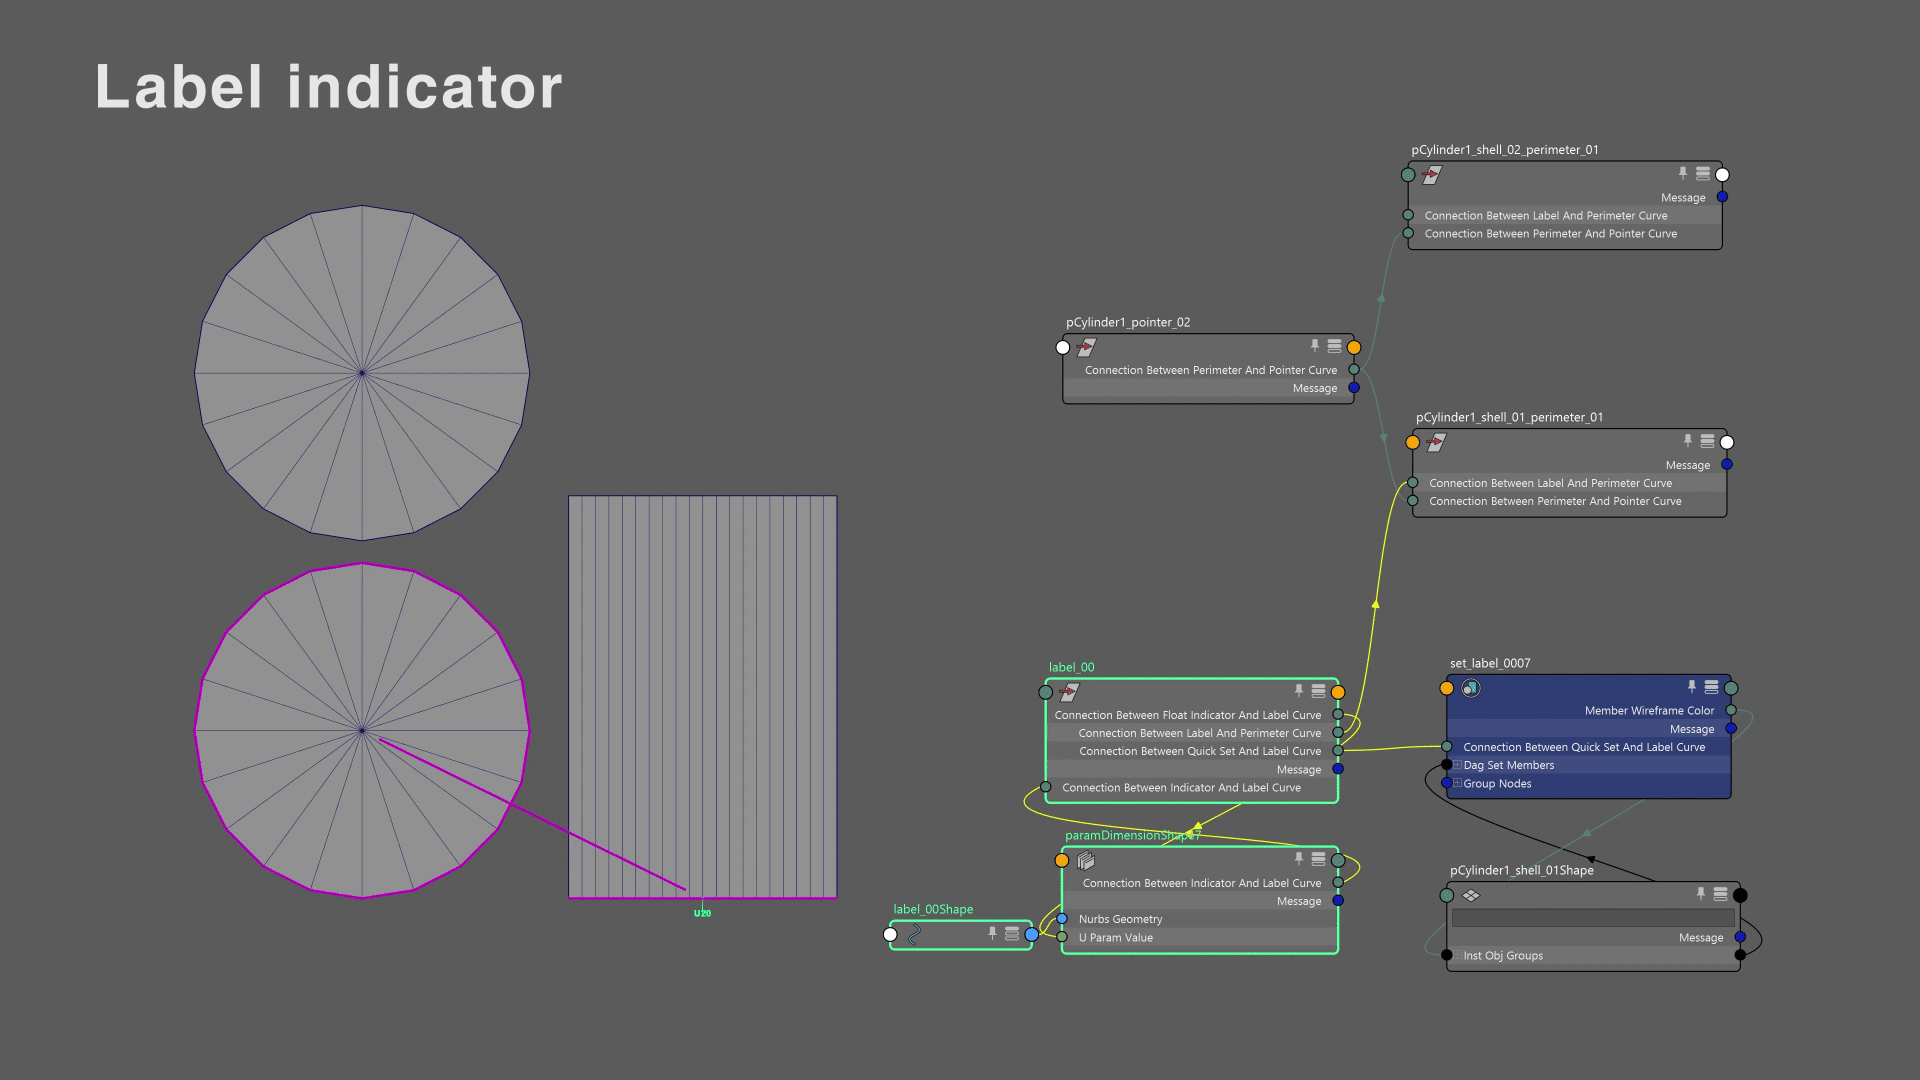 Label indicator
pCylinder1_shell_02_perimeter_01
Message
Connection Between Label And Perimeter Curve
Connection Between Perimeter And Pointer Curve
pCylinder1_pointer_02
Connection Between Perimeter And Pointer Curve
Message
pCylinder1_shell_01_perimeter_01
Message
Connection Between Label And Perimeter Curve
Connection Between Perimeter And Pointer Curve
label_00
Connection Between Float Indicator And Label Curve
Connection Between Label And Perimeter Curve
Connection Between Quick Set And Label Curve
Message
Connection Between Indicator And Label Curve
set_label_0007
Member Wireframe Color
Message
Connection Between Quick Set And Label Curve
Dag Set Members
Group Nodes
paramDimensionShape7
Connection Between Indicator And Label Curve
Message
Nurbs Geometry
U Param Value
label_00Shape
U20
pCylinder1_shell_01Shape
Message
Inst Obj Groups